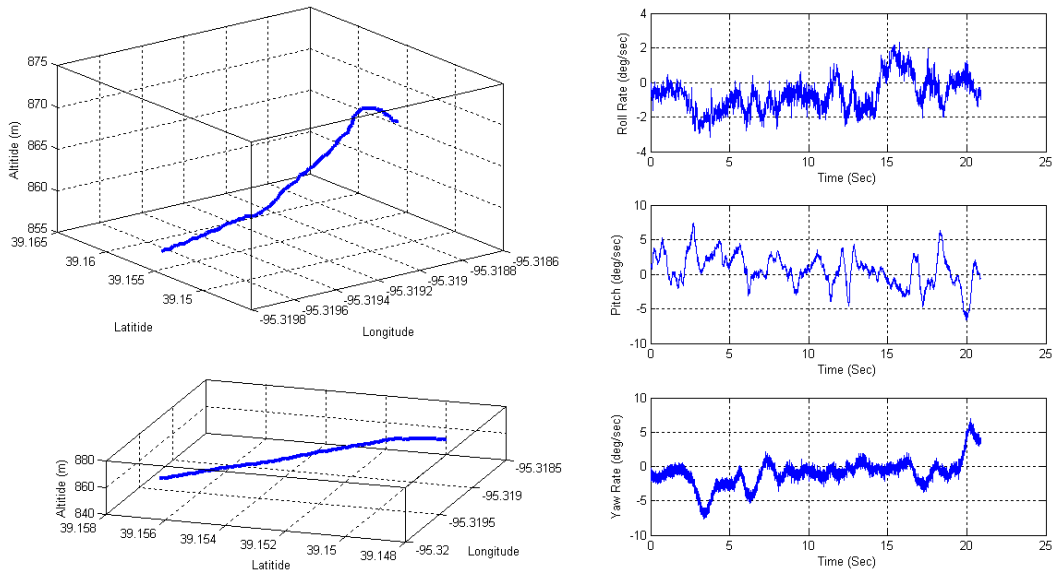 875
870
865
860
855
Altitide (m)
39.165
39.16
39.155
39.15
Latitide
-95.3198
-95.3196
-95.3194
-95.3192
-95.319
-95.3188
-95.3186
Longitude
880
860
840
Altitide (m)
39.158
39.156
39.154
39.152
39.15
39.148
Latitide
-95.32
-95.3195
-95.319
-95.3185
Longitude
4
2
0
-2
-4
Roll Rate (deg/sec)
0 5 10 15 20 25
Time (Sec)
10
5
0
-5
-10
Pitch (deg/sec)
0 5 10 15 20 25
Time (Sec)
10
5
0
-5
-10
Yaw Rate (deg/sec)
0 5 10 15 20 25
Time (Sec)